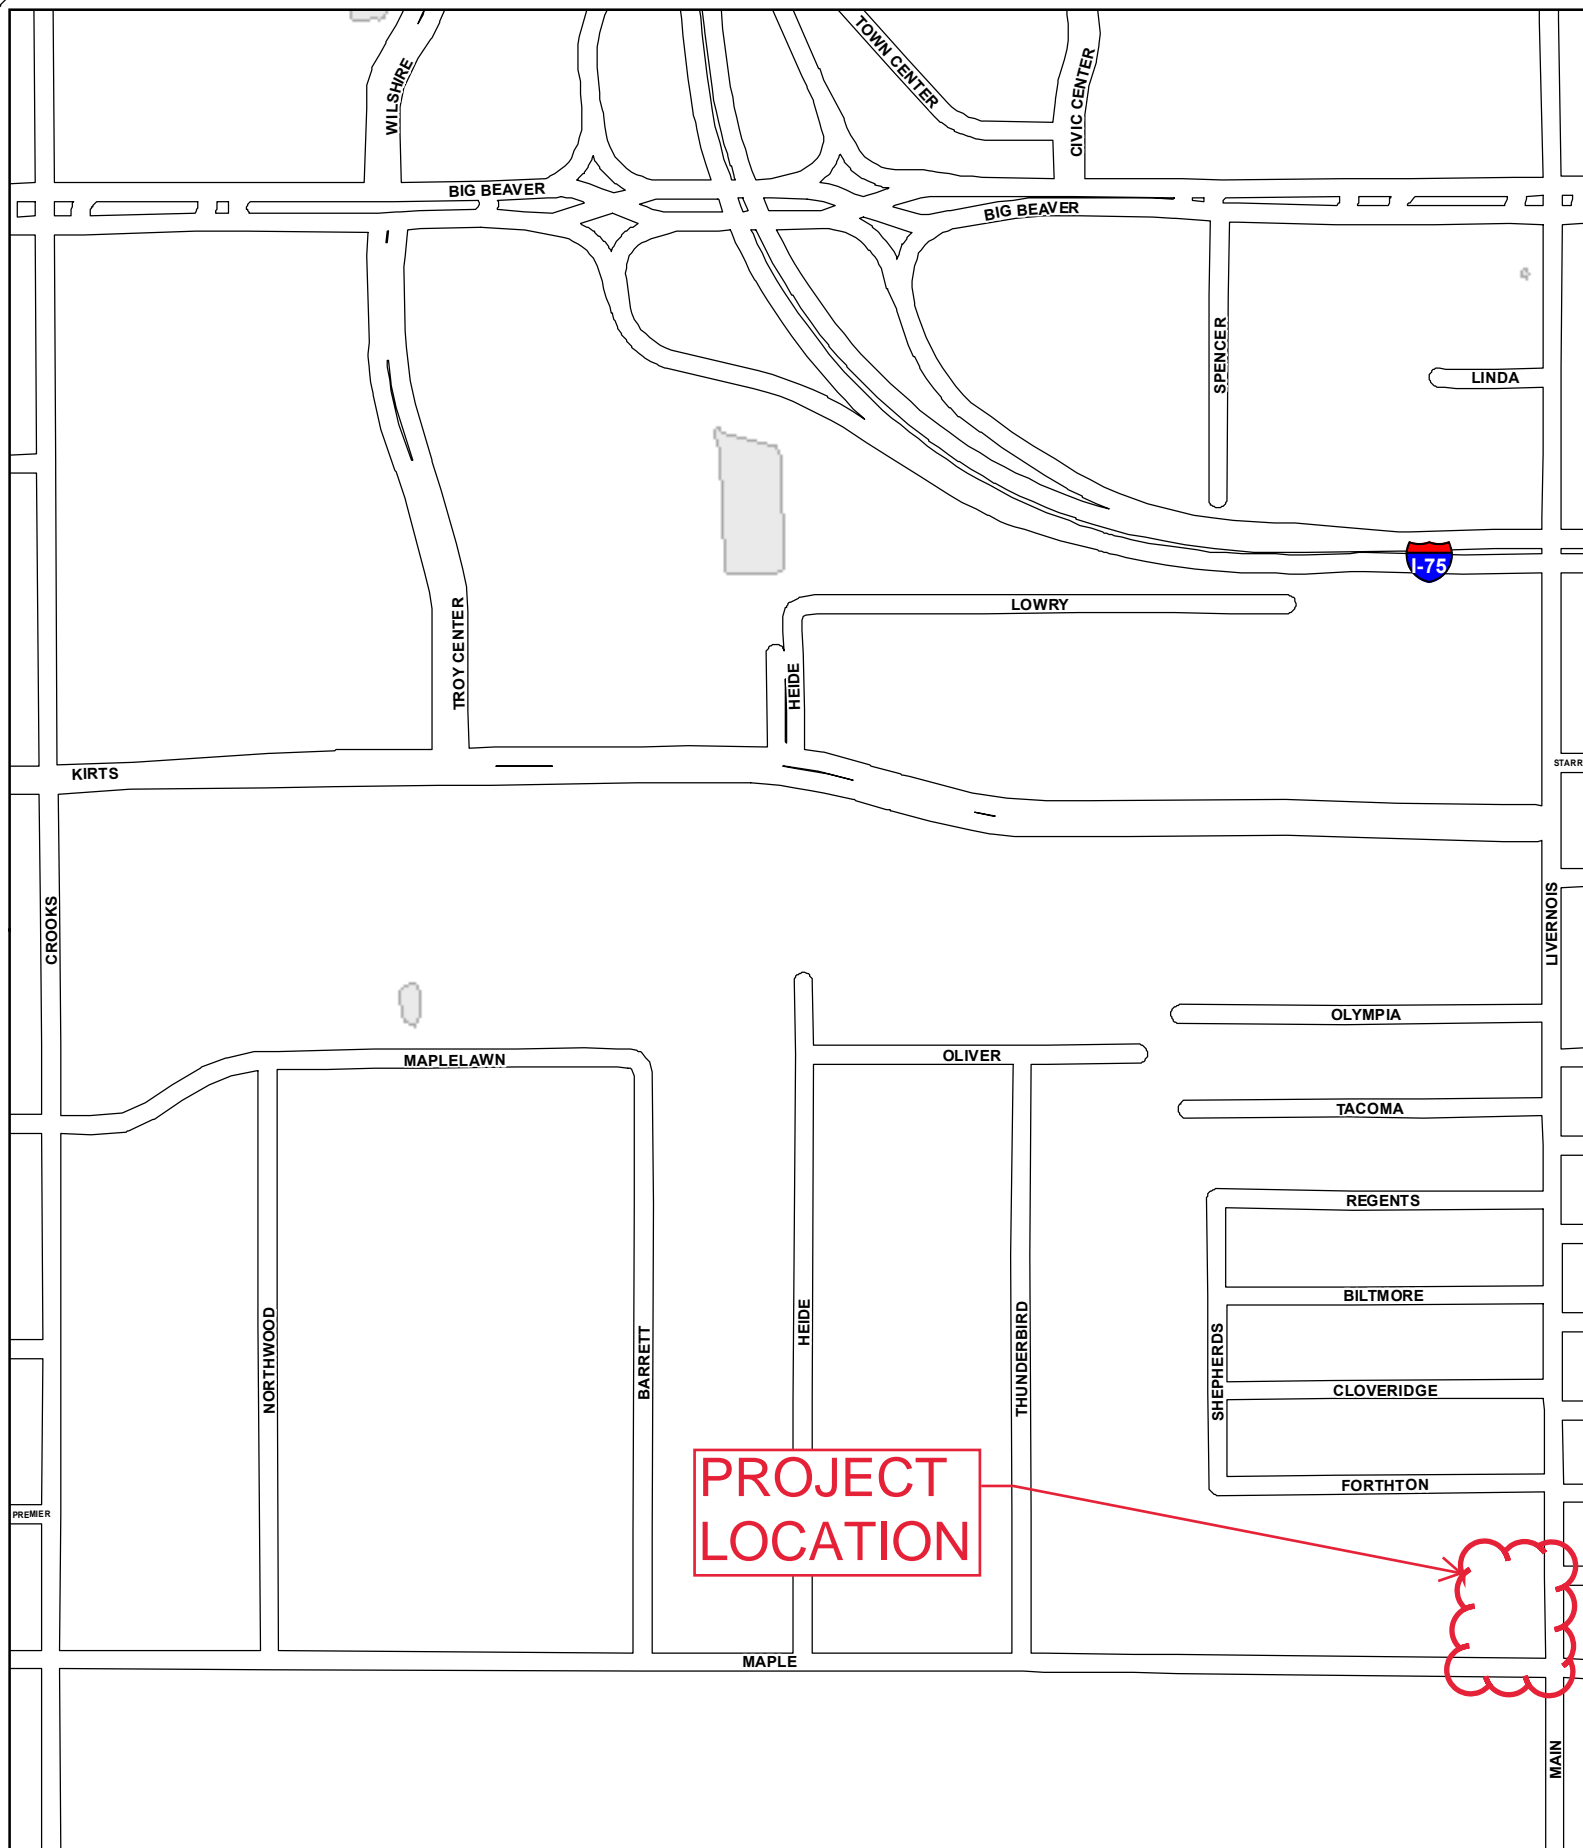 TOWN CENTER
WILSHIRE
CIVIC CENTER
BIG BEAVER
BIG BEAVER
SPENCER
LINDA
I-75
LOWRY
TROY CENTER
HEIDE
STARR
KIRTS
CROOKS
LIVERNOIS
OLYMPIA
MAPLELAWN
OLIVER
TACOMA
REGENTS
BILTMORE
NORTHWOOD
BARRETT
HEIDE
THUNDERBIRD
SHEPHERDS
CLOVERIDGE
PROJECT
LOCATION
FORTHTON
PREMIER
MAPLE
MAIN